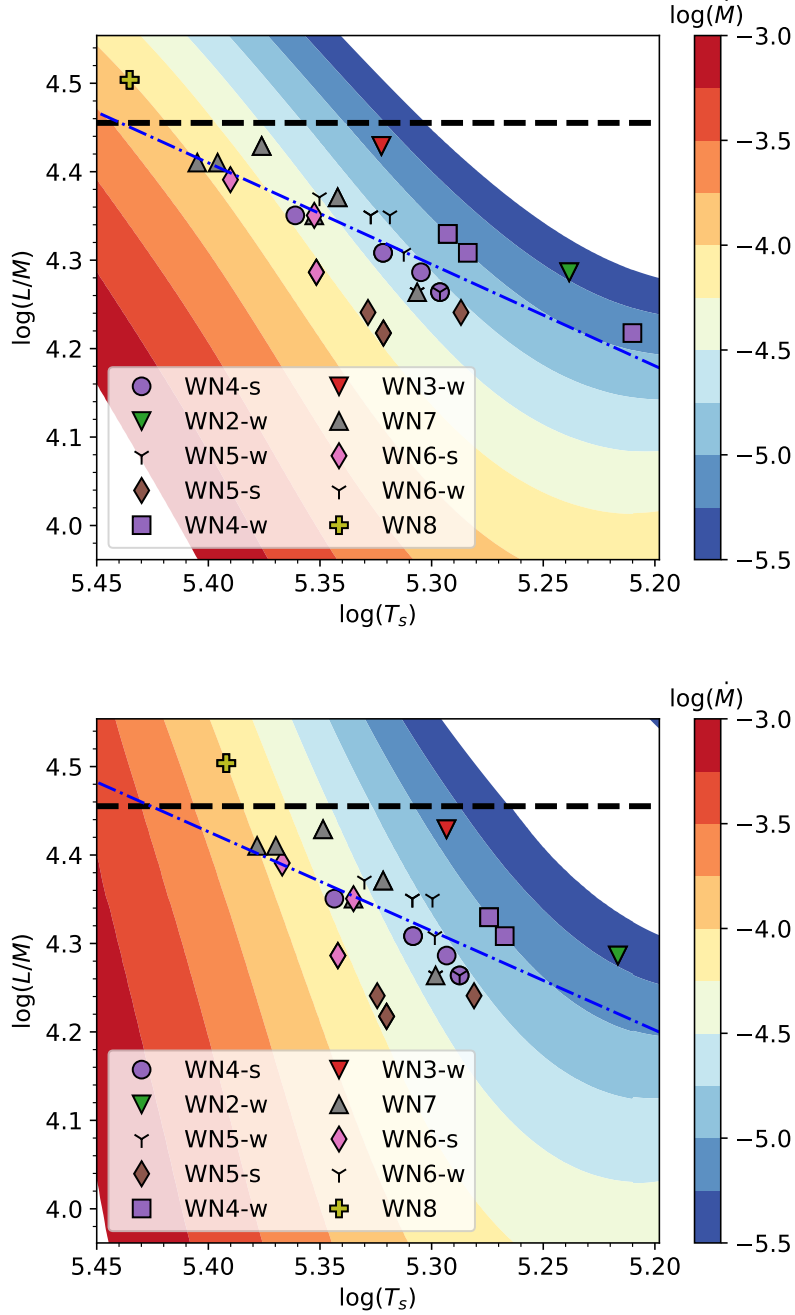 log(Ṁ)
4.5
4.4
4.3
4.2
4.1
4.0
log(L/M)
WN4-s WN3-w
WN2-w WN7
WN5-w WN6-s
WN5-s WN6-w
WN4-w WN8
5.45 5.40 5.35 5.30 5.25 5.20
log(Tₛ)
−3.0
−3.5
−4.0
−4.5
−5.0
−5.5
log(Ṁ)
4.5
4.4
4.3
4.2
4.1
4.0
log(L/M)
WN4-s WN3-w
WN2-w WN7
WN5-w WN6-s
WN5-s WN6-w
WN4-w WN8
5.45 5.40 5.35 5.30 5.25 5.20
log(Tₛ)
−3.0
−3.5
−4.0
−4.5
−5.0
−5.5